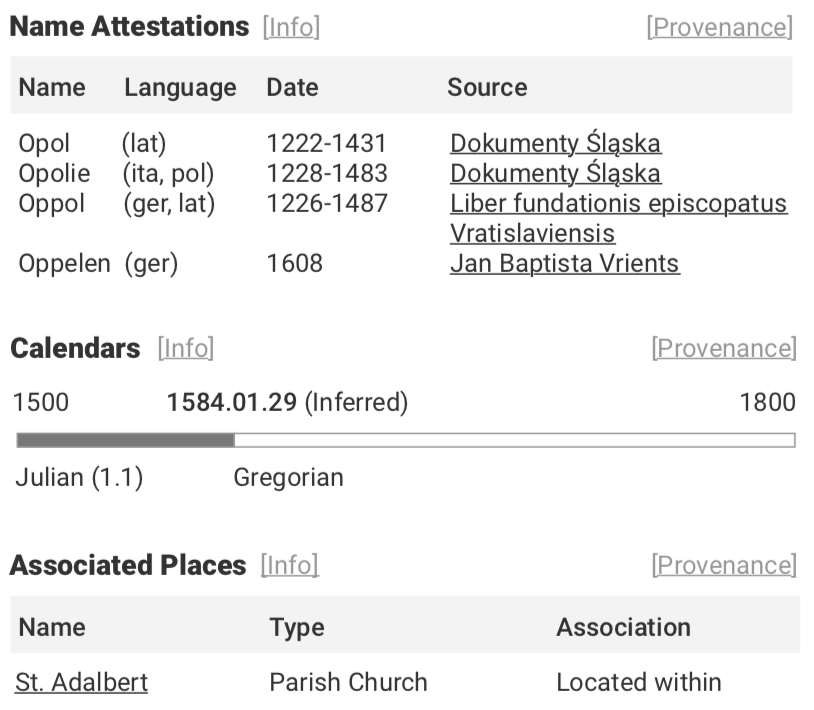 Name Attestations [Info] [Provenance]
Name Language Date Source
Opol (lat) 1222-1431 Dokumenty Śląska
Opolie (ita, pol) 1228-1483 Dokumenty Śląska
Oppol (ger, lat) 1226-1487 Liber fundationis episcopatus
Vratislaviensis
Oppelen (ger) 1608 Jan Baptista Vrients
Calendars [Info] [Provenance]
1500 1584.01.29 (Inferred) 1800
Julian (1.1) Gregorian
Associated Places [Info] [Provenance]
Name Type Association
St. Adalbert Parish Church Located within